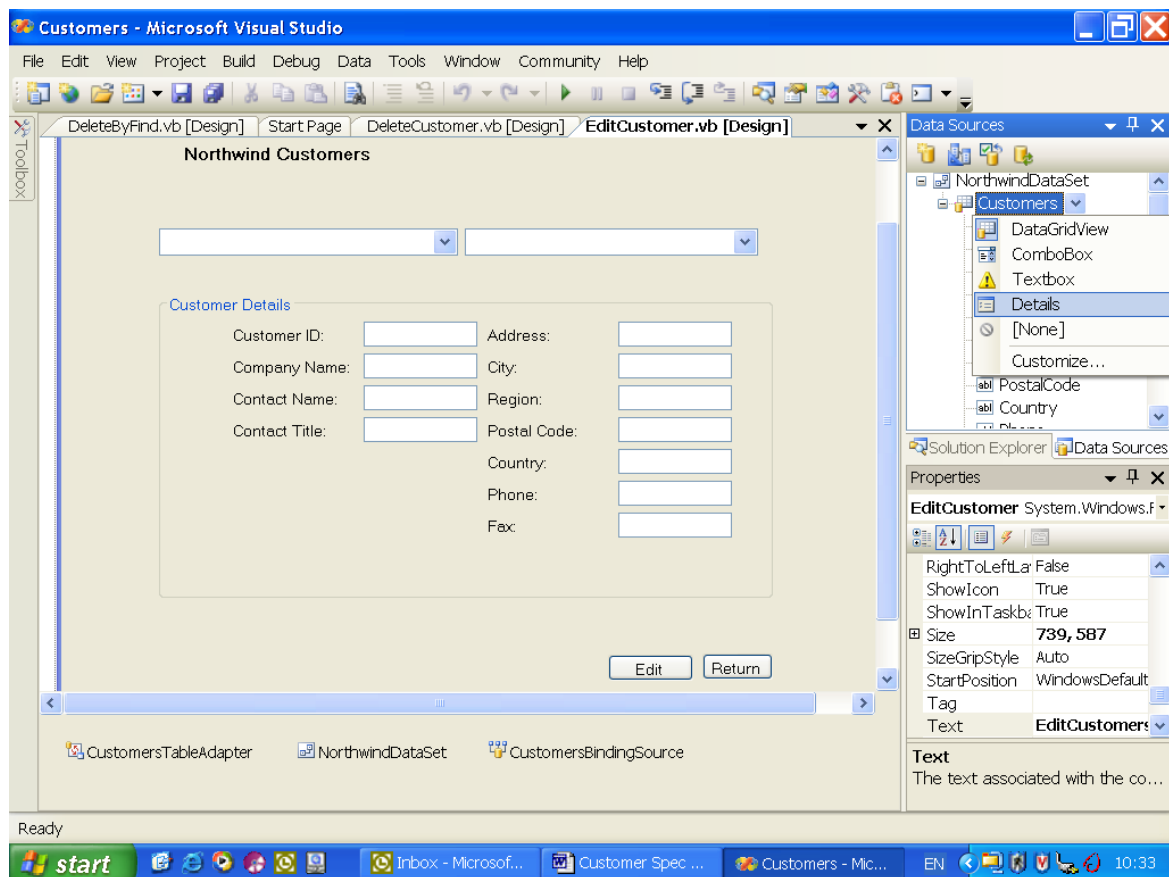 Customers - Microsoft Visual Studio
File Edit View Project Build Debug Data Tools Window Community Help
Toolbox
DeleteByFind.vb [Design] Start Page DeleteCustomer.vb [Design] EditCustomer.vb [Design]
Northwind Customers
Customer Details
Customer ID: Address:
Company Name: City:
Contact Name: Region:
Contact Title: Postal Code:
Country:
Phone:
Fax:
Edit Return
CustomersTableAdapter NorthwindDataSet CustomersBindingSource
Data Sources
NorthwindDataSet
Customers
DataGridView
ComboBox
Textbox
Details
[None]
Customize...
abl PostalCode
abl Country
Solution Explorer Data Sources
Properties
EditCustomer System.Windows.F
RightToLeftLa False
ShowIcon True
ShowInTaskba True
Size 739, 587
SizeGripStyle Auto
StartPosition WindowsDefault
Tag
Text EditCustomers
Text
The text associated with the co...
Ready
start Inbox - Microsof... Customer Spec ... Customers - Mic... EN 10:33